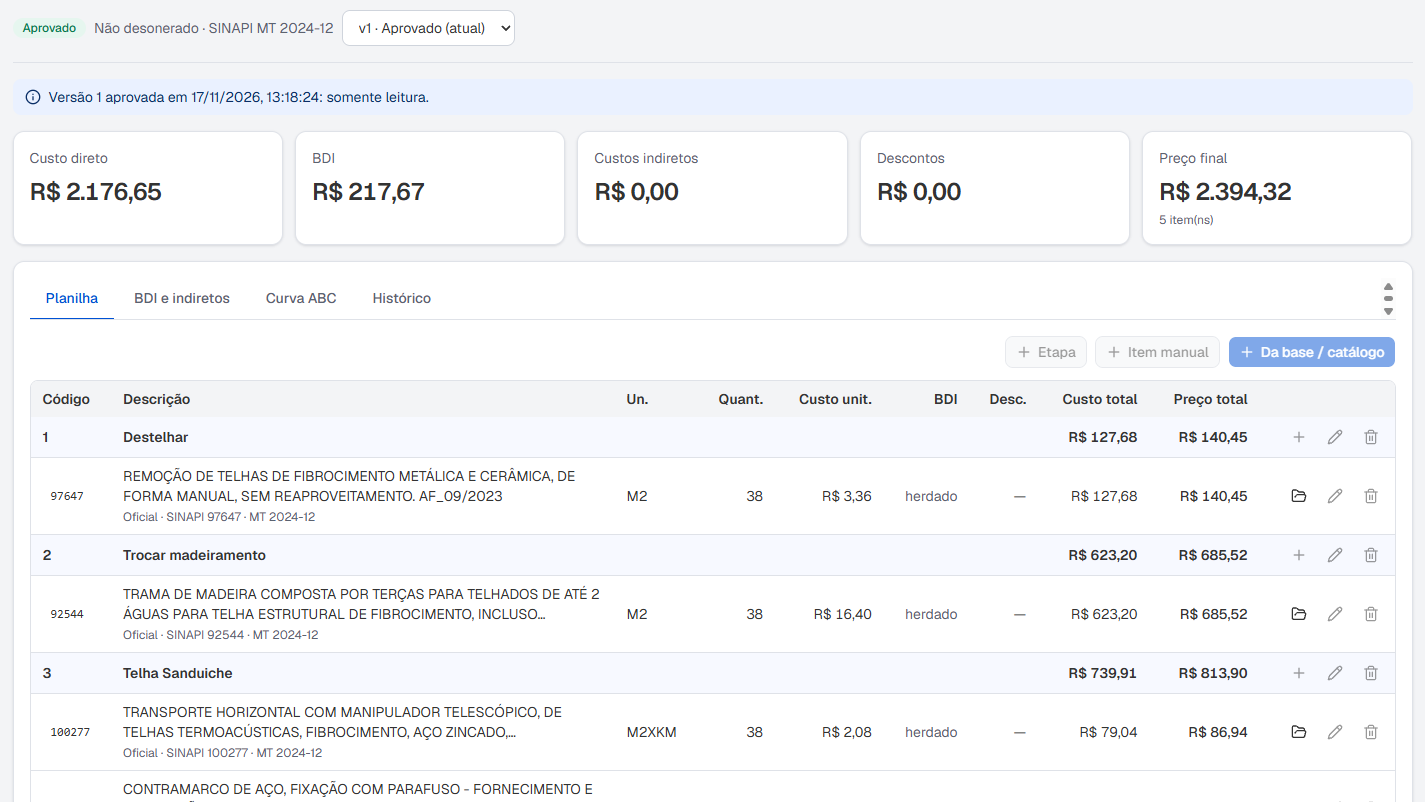 Aprovado Não desonerado · SINAPI MT 2024-12 v1 · Aprovado (atual)
Versão 1 aprovada em 17/11/2026, 13:18:24: somente leitura.
Custo direto BDI Custos indiretos Descontos Preço final
R$ 2.176,65 R$ 217,67 R$ 0,00 R$ 0,00 R$ 2.394,32
5 item(ns)
Planilha BDI e indiretos Curva ABC Histórico
+ Etapa + Item manual + Da base / catálogo
Código Descrição Un. Quant. Custo unit. BDI Desc. Custo total Preço total
1 Destelhar R$ 127,68 R$ 140,45
REMOÇÃO DE TELHAS DE FIBROCIMENTO METÁLICA E CERÂMICA, DE
97647 FORMA MANUAL, SEM REAPROVEITAMENTO. AF_09/2023 M2 38 R$ 3,36 herdado — R$ 127,68 R$ 140,45
Oficial · SINAPI 97647 · MT 2024-12
2 Trocar madeiramento R$ 623,20 R$ 685,52
TRAMA DE MADEIRA COMPOSTA POR TERÇAS PARA TELHADOS DE ATÉ 2
92544 ÁGUAS PARA TELHA ESTRUTURAL DE FIBROCIMENTO, INCLUSO… M2 38 R$ 16,40 herdado — R$ 623,20 R$ 685,52
Oficial · SINAPI 92544 · MT 2024-12
3 Telha Sanduiche R$ 739,91 R$ 813,90
TRANSPORTE HORIZONTAL COM MANIPULADOR TELESCÓPICO, DE
100277 TELHAS TERMOACÚSTICAS, FIBROCIMENTO, AÇO ZINCADO,… M2XKM 38 R$ 2,08 herdado — R$ 79,04 R$ 86,94
Oficial · SINAPI 100277 · MT 2024-12
CONTRAMARCO DE AÇO, FIXAÇÃO COM PARAFUSO - FORNECIMENTO E